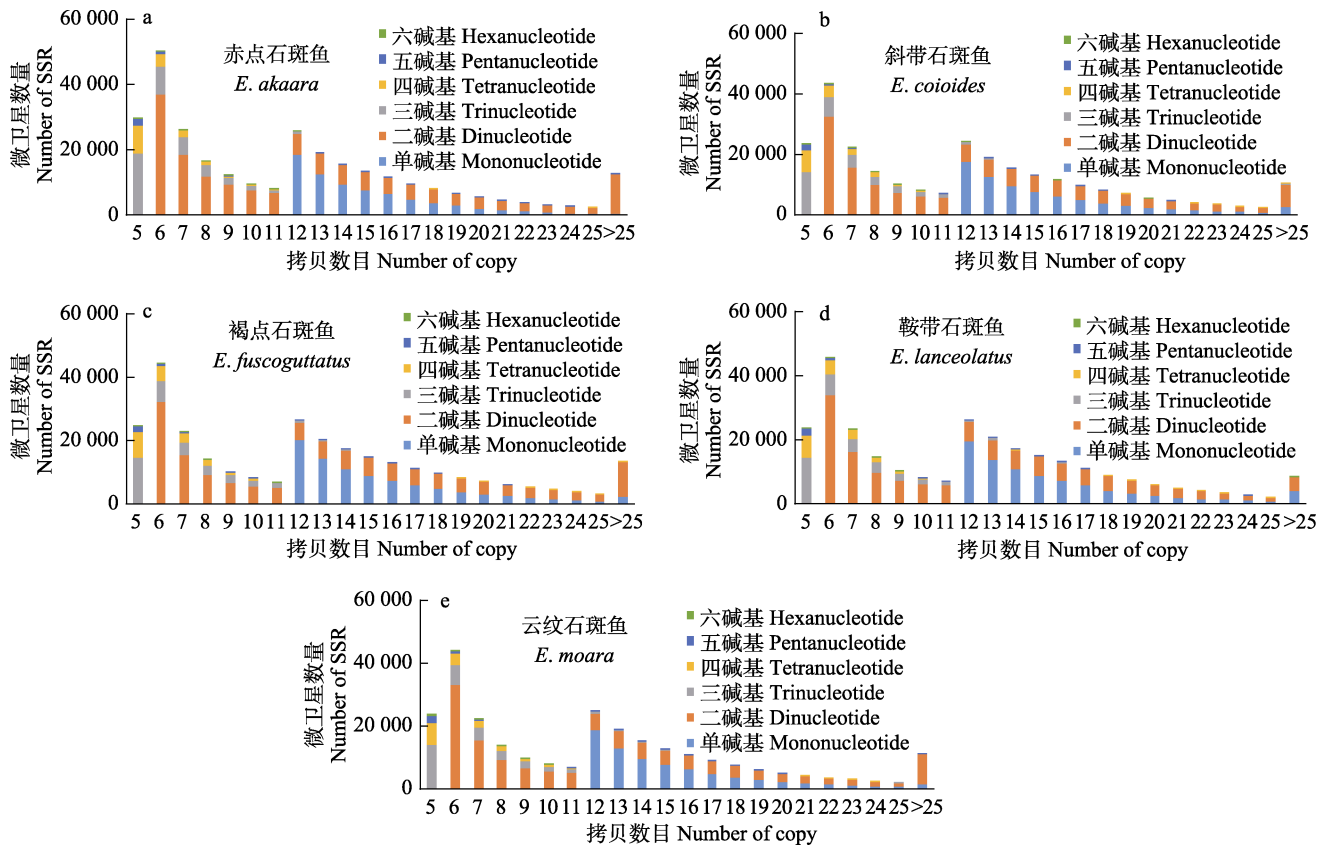 a
赤点石斑鱼
E. akaara
六碱基 Hexanucleotide
五碱基 Pentanucleotide
四碱基 Tetranucleotide
三碱基 Trinucleotide
二碱基 Dinucleotide
单碱基 Mononucleotide
微卫星数量
Number of SSR
60 000
40 000
20 000
0
5 6 7 8 9 10 11 12 13 14 15 16 17 18 19 20 21 22 23 24 25 >25
拷贝数目 Number of copy
b
斜带石斑鱼
E. coioides
六碱基 Hexanucleotide
五碱基 Pentanucleotide
四碱基 Tetranucleotide
三碱基 Trinucleotide
二碱基 Dinucleotide
单碱基 Mononucleotide
微卫星数量
Number of SSR
60 000
40 000
20 000
0
5 6 7 8 9 10 11 12 13 14 15 16 17 18 19 20 21 22 23 24 25 >25
拷贝数目 Number of copy
c
褐点石斑鱼
E. fuscoguttatus
六碱基 Hexanucleotide
五碱基 Pentanucleotide
四碱基 Tetranucleotide
三碱基 Trinucleotide
二碱基 Dinucleotide
单碱基 Mononucleotide
微卫星数量
Number of SSR
60 000
40 000
20 000
0
5 6 7 8 9 10 11 12 13 14 15 16 17 18 19 20 21 22 23 24 25 >25
拷贝数目 Number of copy
d
鞍带石斑鱼
E. lanceolatus
六碱基 Hexanucleotide
五碱基 Pentanucleotide
四碱基 Tetranucleotide
三碱基 Trinucleotide
二碱基 Dinucleotide
单碱基 Mononucleotide
微卫星数量
Number of SSR
60 000
40 000
20 000
0
5 6 7 8 9 10 11 12 13 14 15 16 17 18 19 20 21 22 23 24 25 >25
拷贝数目 Number of copy
e
云纹石斑鱼
E. moara
六碱基 Hexanucleotide
五碱基 Pentanucleotide
四碱基 Tetranucleotide
三碱基 Trinucleotide
二碱基 Dinucleotide
单碱基 Mononucleotide
微卫星数量
Number of SSR
60 000
40 000
20 000
0
5 6 7 8 9 10 11 12 13 14 15 16 17 18 19 20 21 22 23 24 25 >25
拷贝数目 Number of copy